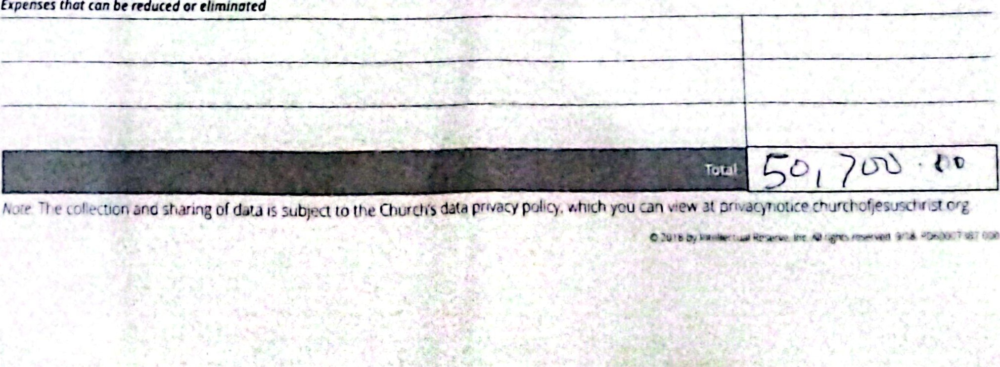 Expenses that can be reduced or eliminated
Total 50,700.00
Note: The collection and sharing of data is subject to the Church's data privacy policy, which you can view at privacynotice.churchofjesuschrist.org.
© 2018 by Intellectual Reserve, Inc. All rights reserved. 9/18.